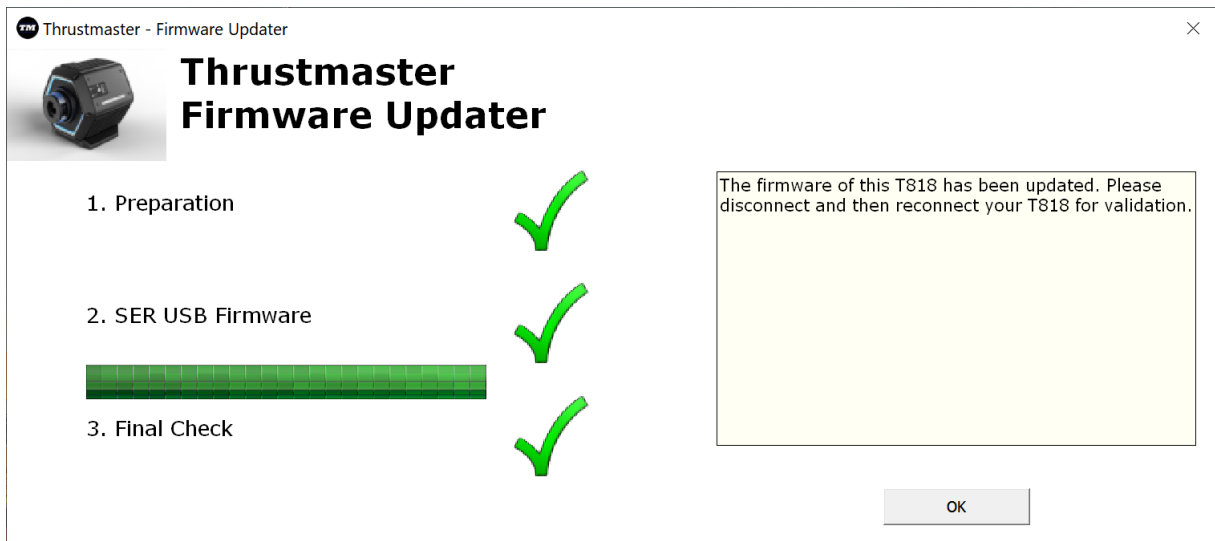 TM Thrustmaster - Firmware Updater
Thrustmaster
Firmware Updater
1. Preparation
2. SER USB Firmware
3. Final Check
The firmware of this T818 has been updated. Please
disconnect and then reconnect your T818 for validation.
OK